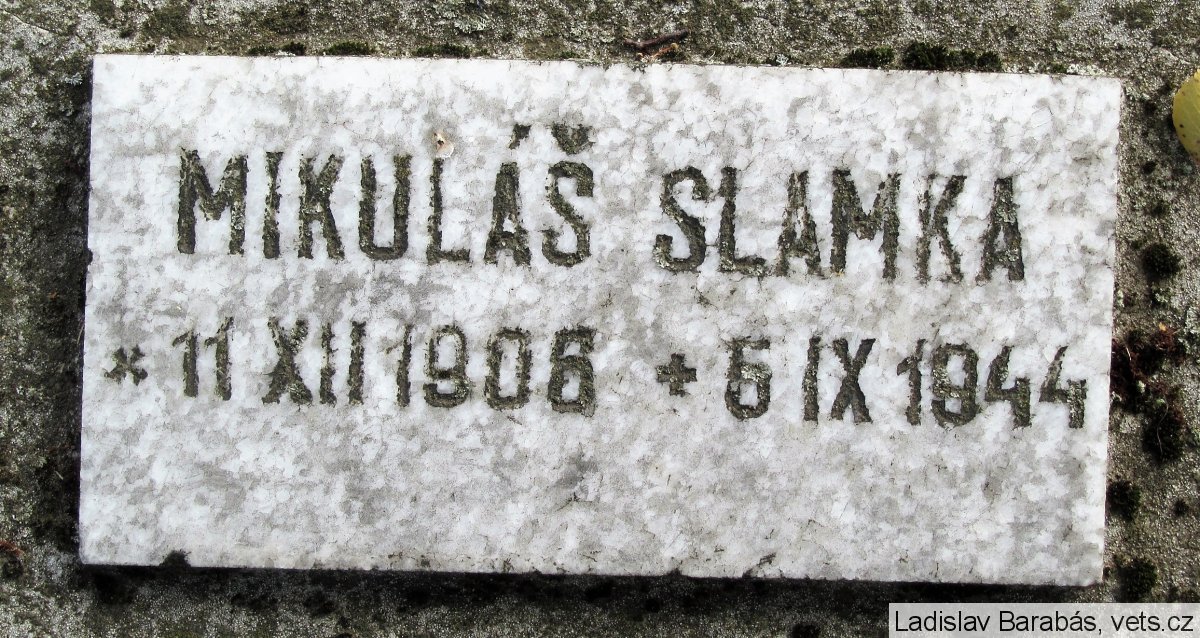 MIKULÁŠ SLAMKA
* 11 XII 1906 + 5 IX 1944
Ladislav Barabás, vets.cz